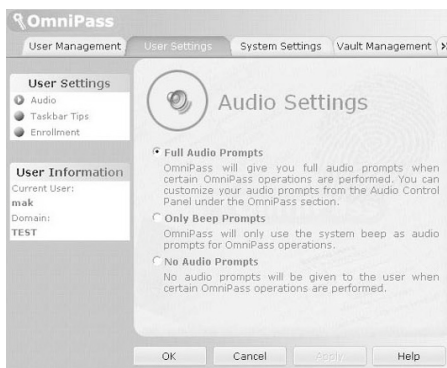 OmniPass
User Management
User Settings
System Settings
Vault Management
User Settings
Audio
Taskbar Tips
Enrollment
User Information
Current User:
mak
Domain:
TEST
Audio Settings
Full Audio Prompts
OmniPass will give you full audio prompts when
certain OmniPass operations are performed. You can
customize your audio prompts from the Audio Control
Panel under the OmniPass section.
Only Beep Prompts
OmniPass will only use the system beep as audio
prompts for OmniPass operations.
No Audio Prompts
No audio prompts will be given to the user when
certain OmniPass operations are performed.
OK
Cancel
Apply
Help